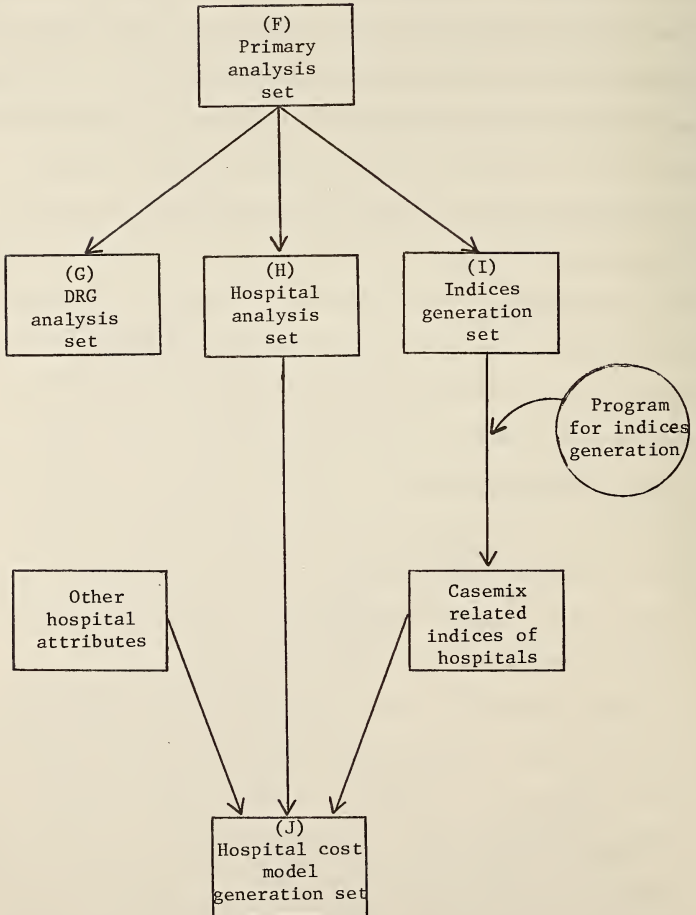 (F)
Primary
analysis
set
(G)
DRG
analysis
set
(H)
Hospital
analysis
set
(I)
Indices
generation
set
Program
for indices
generation
Other
hospital
attributes
Casemix
related
indices of
hospitals
(J)
Hospital cost
model
generation set